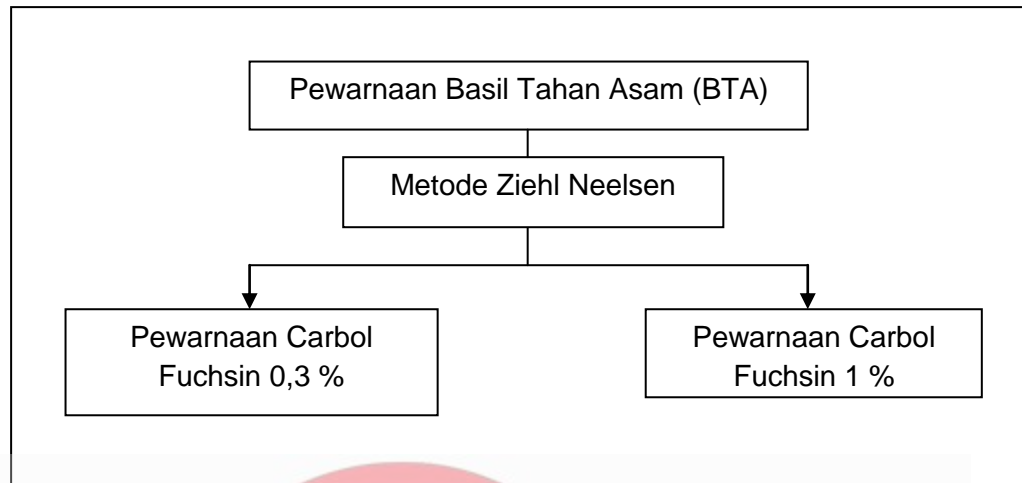 Pewarnaan Basil Tahan Asam (BTA)
Metode Ziehl Neelsen
Pewarnaan Carbol
Fuchsin 0,3 %
Pewarnaan Carbol
Fuchsin 1 %